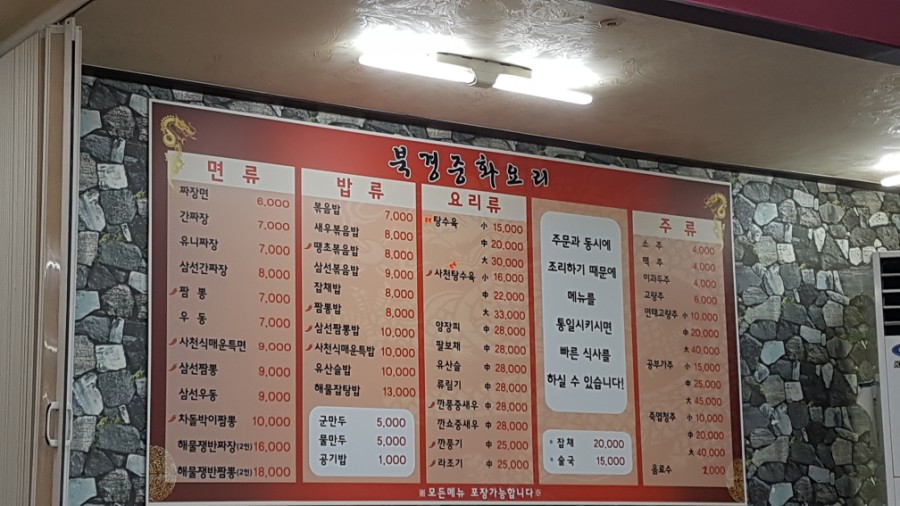 북경중화요리
면 류
짜장면 6,000
간짜장 7,000
유니짜장 7,000
삼선간짜장 8,000
짬 뽕 7,000
우 동 7,000
사천식매운특면 9,000
삼선짬뽕 9,000
삼선우동 9,000
차돌박이짬뽕 10,000
해물쟁반짜장(2인) 16,000
해물쟁반짬뽕(2인) 18,000
밥 류
볶음밥 7,000
새우볶음밥 8,000
땡초볶음밥 8,000
삼선볶음밥 9,000
잡채밥 8,000
짬뽕밥 8,000
삼선짬뽕밥 10,000
사천식매운특밥 10,000
유산슬밥 10,000
해물잡탕밥 13,000
군만두 5,000
물만두 5,000
공기밥 1,000
요 리 류
탕수육 小 15,000
中 20,000
大 30,000
사천탕수육 小 16,000
中 22,000
大 33,000
양장피 中 28,000
팔보채 中 28,000
유산슬 中 28,000
류림기 中 28,000
깐풍중새우 中 28,000
깐쇼중새우 中 28,000
깐풍기 中 25,000
라조기 中 25,000
주문과 동시에
조리하기 때문에
메뉴를
통일시키시면
빠른 식사를
하실 수 있습니다!
잡채 20,000
술국 15,000
주 류
소 주 4,000
맥 주 4,000
이과두주 4,000
고량주 6,000
연태고량주 小 10,000
中 20,000
大 40,000
공부가주 小 15,000
中 25,000
大 45,000
죽엽청주 小 10,000
中 20,000
大 40,000
음료수 2,000
※모든메뉴 포장가능합니다※